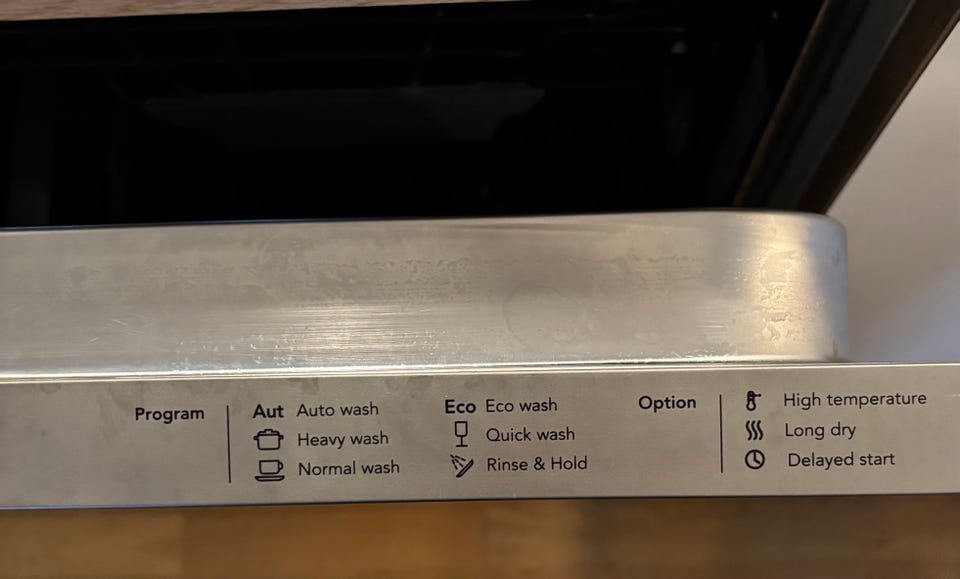 Program
Aut Auto wash
Heavy wash
Normal wash
Eco Eco wash
Quick wash
Rinse & Hold
Option
High temperature
Long dry
Delayed start